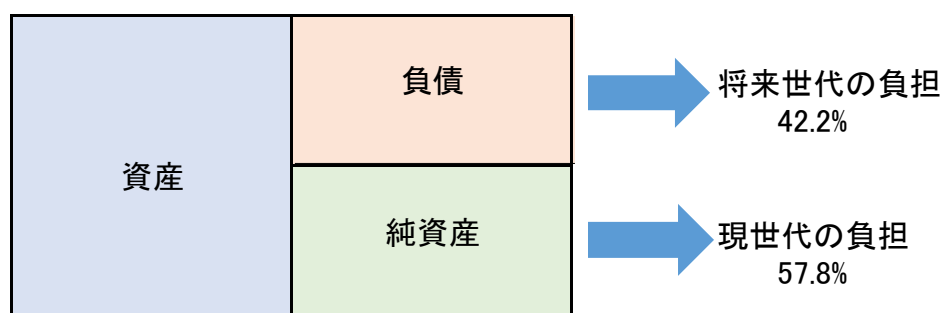 資産
負債
純資産
将来世代の負担
42.2%
現世代の負担
57.8%